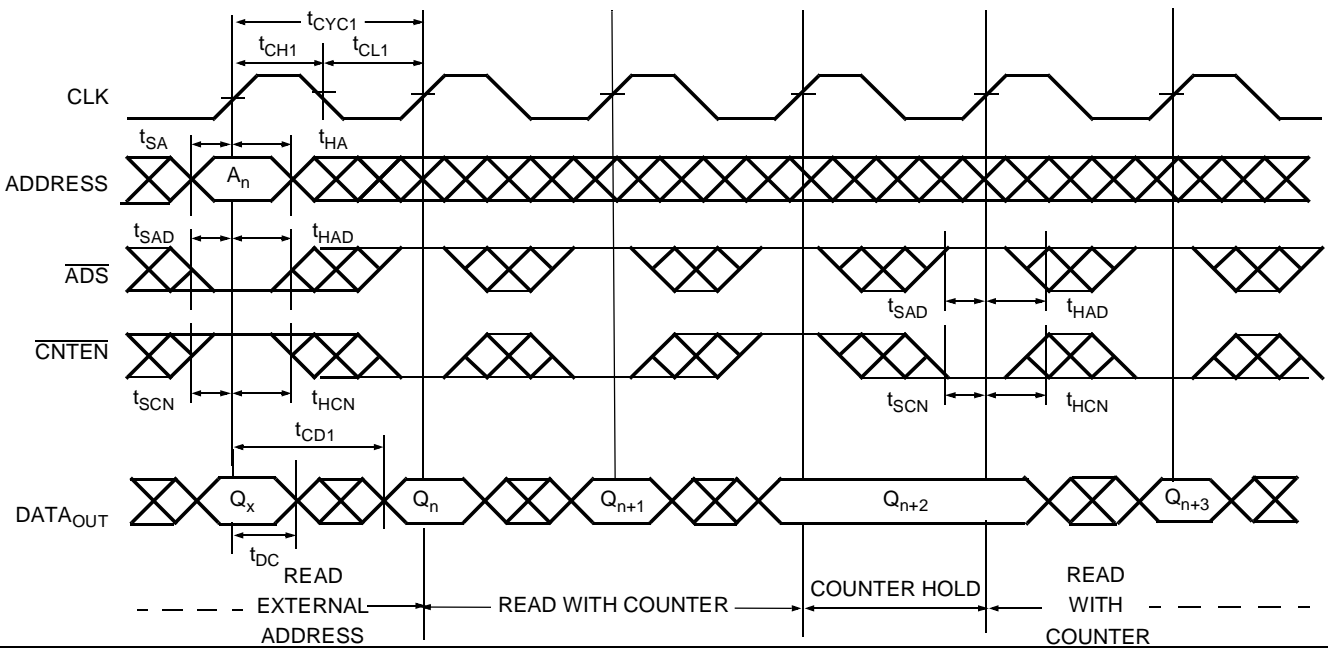 tCYC1
tCH1 tCL1
CLK
tSA tHA
ADDRESS An
tSAD tHAD
ADS
tSAD tHAD
CNTEN
tSCN tHCN tSCN tHCN
tCD1
DATAOUT Qx Qn Qn+1 Qn+2 Qn+3
tDC
READ
EXTERNAL
ADDRESS
READ WITH COUNTER
COUNTER HOLD
READ
WITH
COUNTER